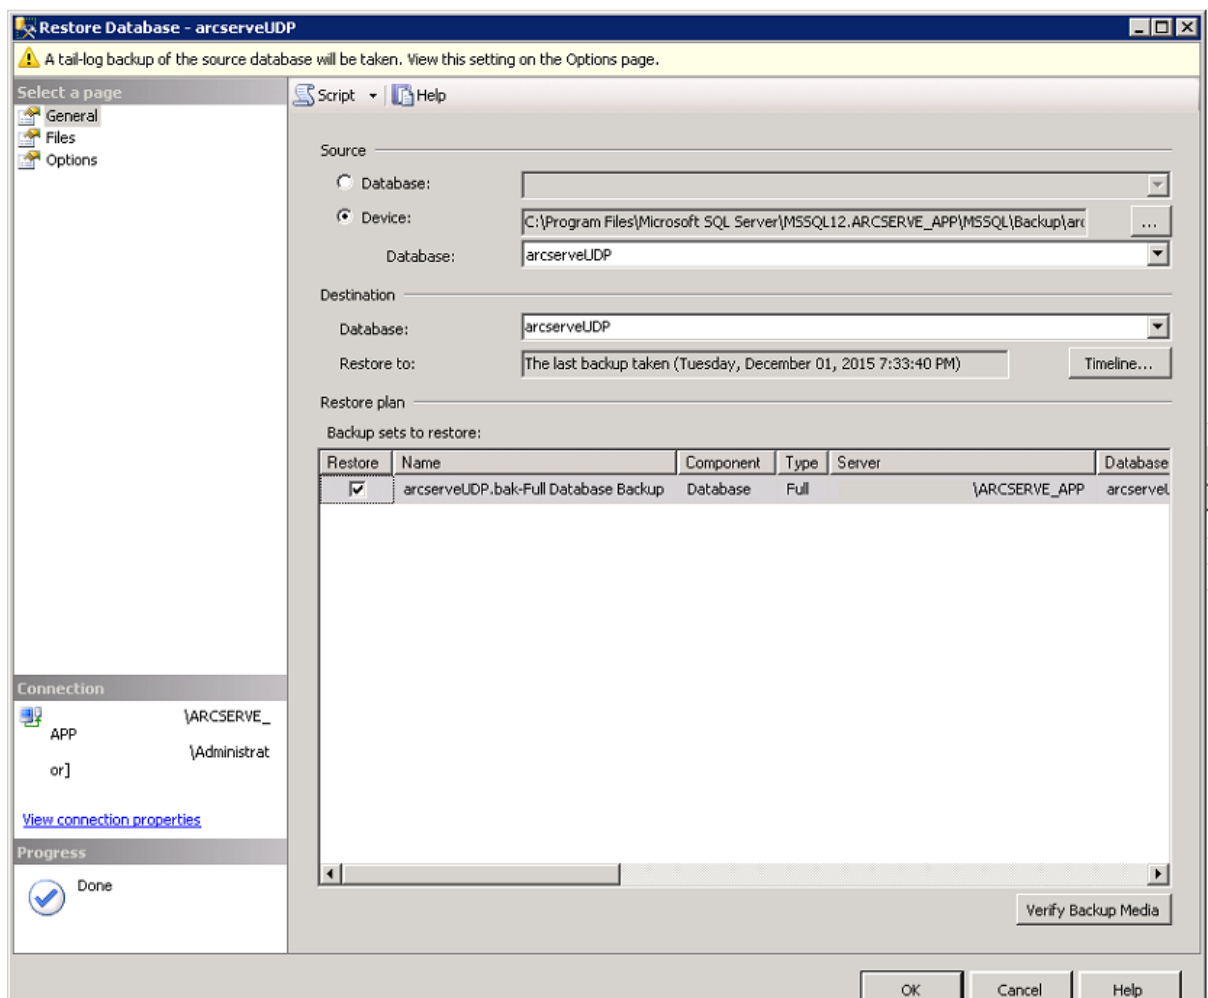 Restore Database - arcserveUDP
A tail-log backup of the source database will be taken. View this setting on the Options page.
Select a page
General
Files
Options
Script
Help
Source
Database:
Device:
C:\Program Files\Microsoft SQL Server\MSSQL12.ARCSERVE_APP\MSSQL\Backup\arc
...
Database:
arcserveUDP
Destination
Database:
arcserveUDP
Restore to:
The last backup taken (Tuesday, December 01, 2015 7:33:40 PM)
Timeline...
Restore plan
Backup sets to restore:
Restore Name Component Type Server Database
arcserveUDP.bak-Full Database Backup Database Full \ARCSERVE_APP arcserveU
Connection
\ARCSERVE_
APP
\Administrat
or]
View connection properties
Progress
Done
Verify Backup Media
OK Cancel Help